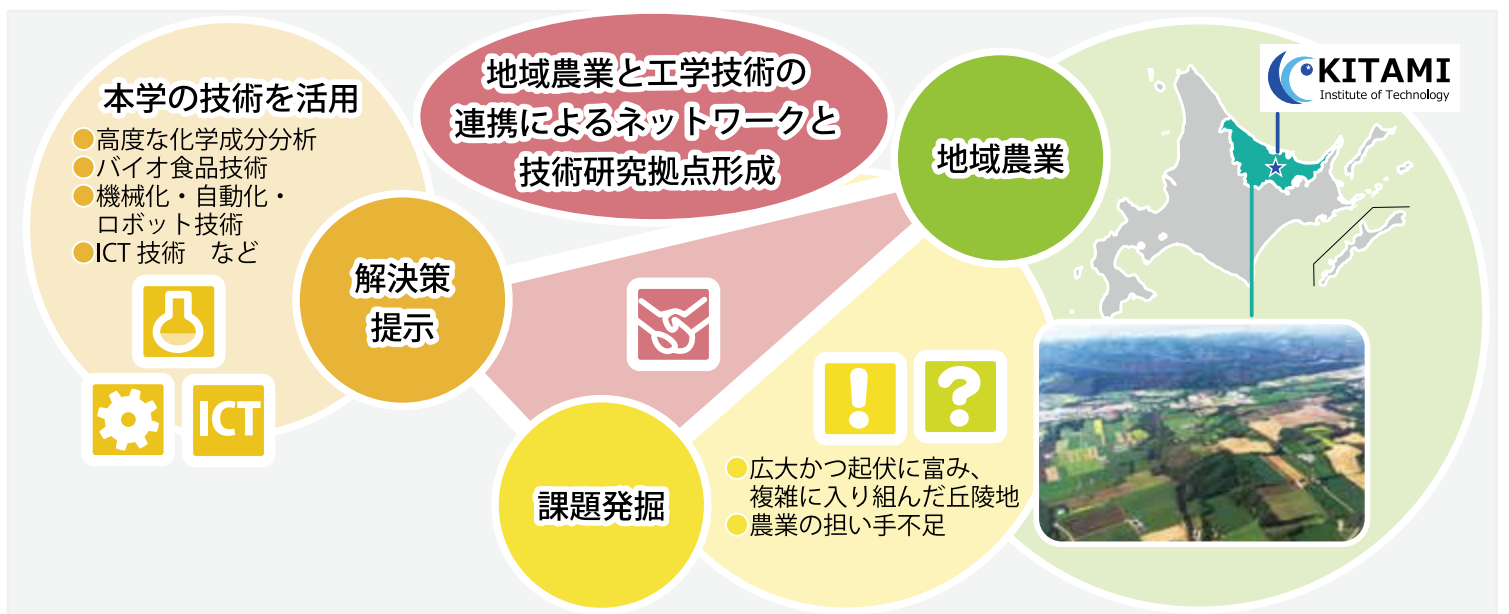 本学の技術を活用
●高度な化学成分分析
●バイオ食品技術
●機械化・自動化・
ロボット技術
●ICT 技術　など
ICT
解決策
提示
地域農業と工学技術の
連携によるネットワークと
技術研究拠点形成
課題発掘
!
?
●広大かつ起伏に富み、
複雑に入り組んだ丘陵地
●農業の担い手不足
地域農業
KITAMI
Institute of Technology